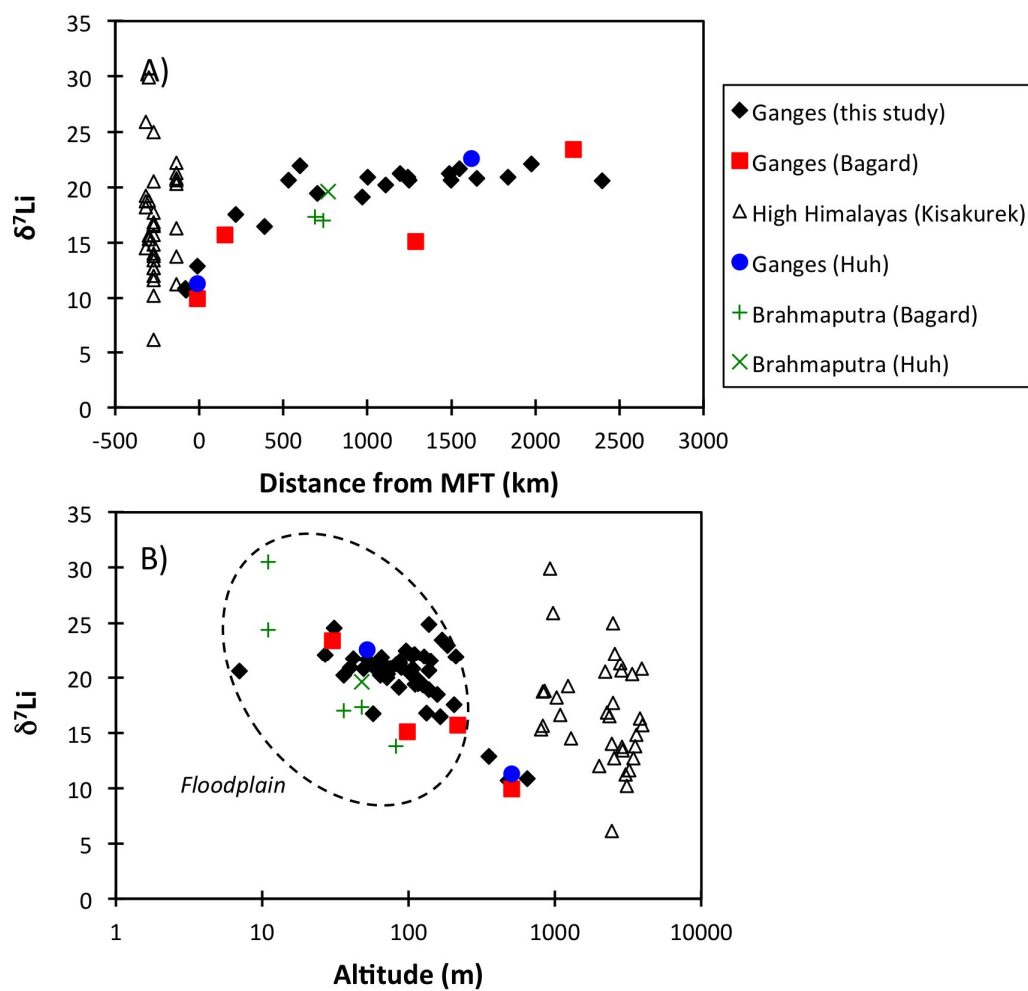 35
30
25
20
15
10
5
0
δ⁷Li
A)
-500 0 500 1000 1500 2000 2500 3000
Distance from MFT (km)
Ganges (this study)
Ganges (Bagard)
High Himalayas (Kisakurek)
Ganges (Huh)
Brahmaputra (Bagard)
Brahmaputra (Huh)
35
30
25
20
15
10
5
0
δ⁷Li
B)
Floodplain
1 10 100 1000 10000
Altitude (m)